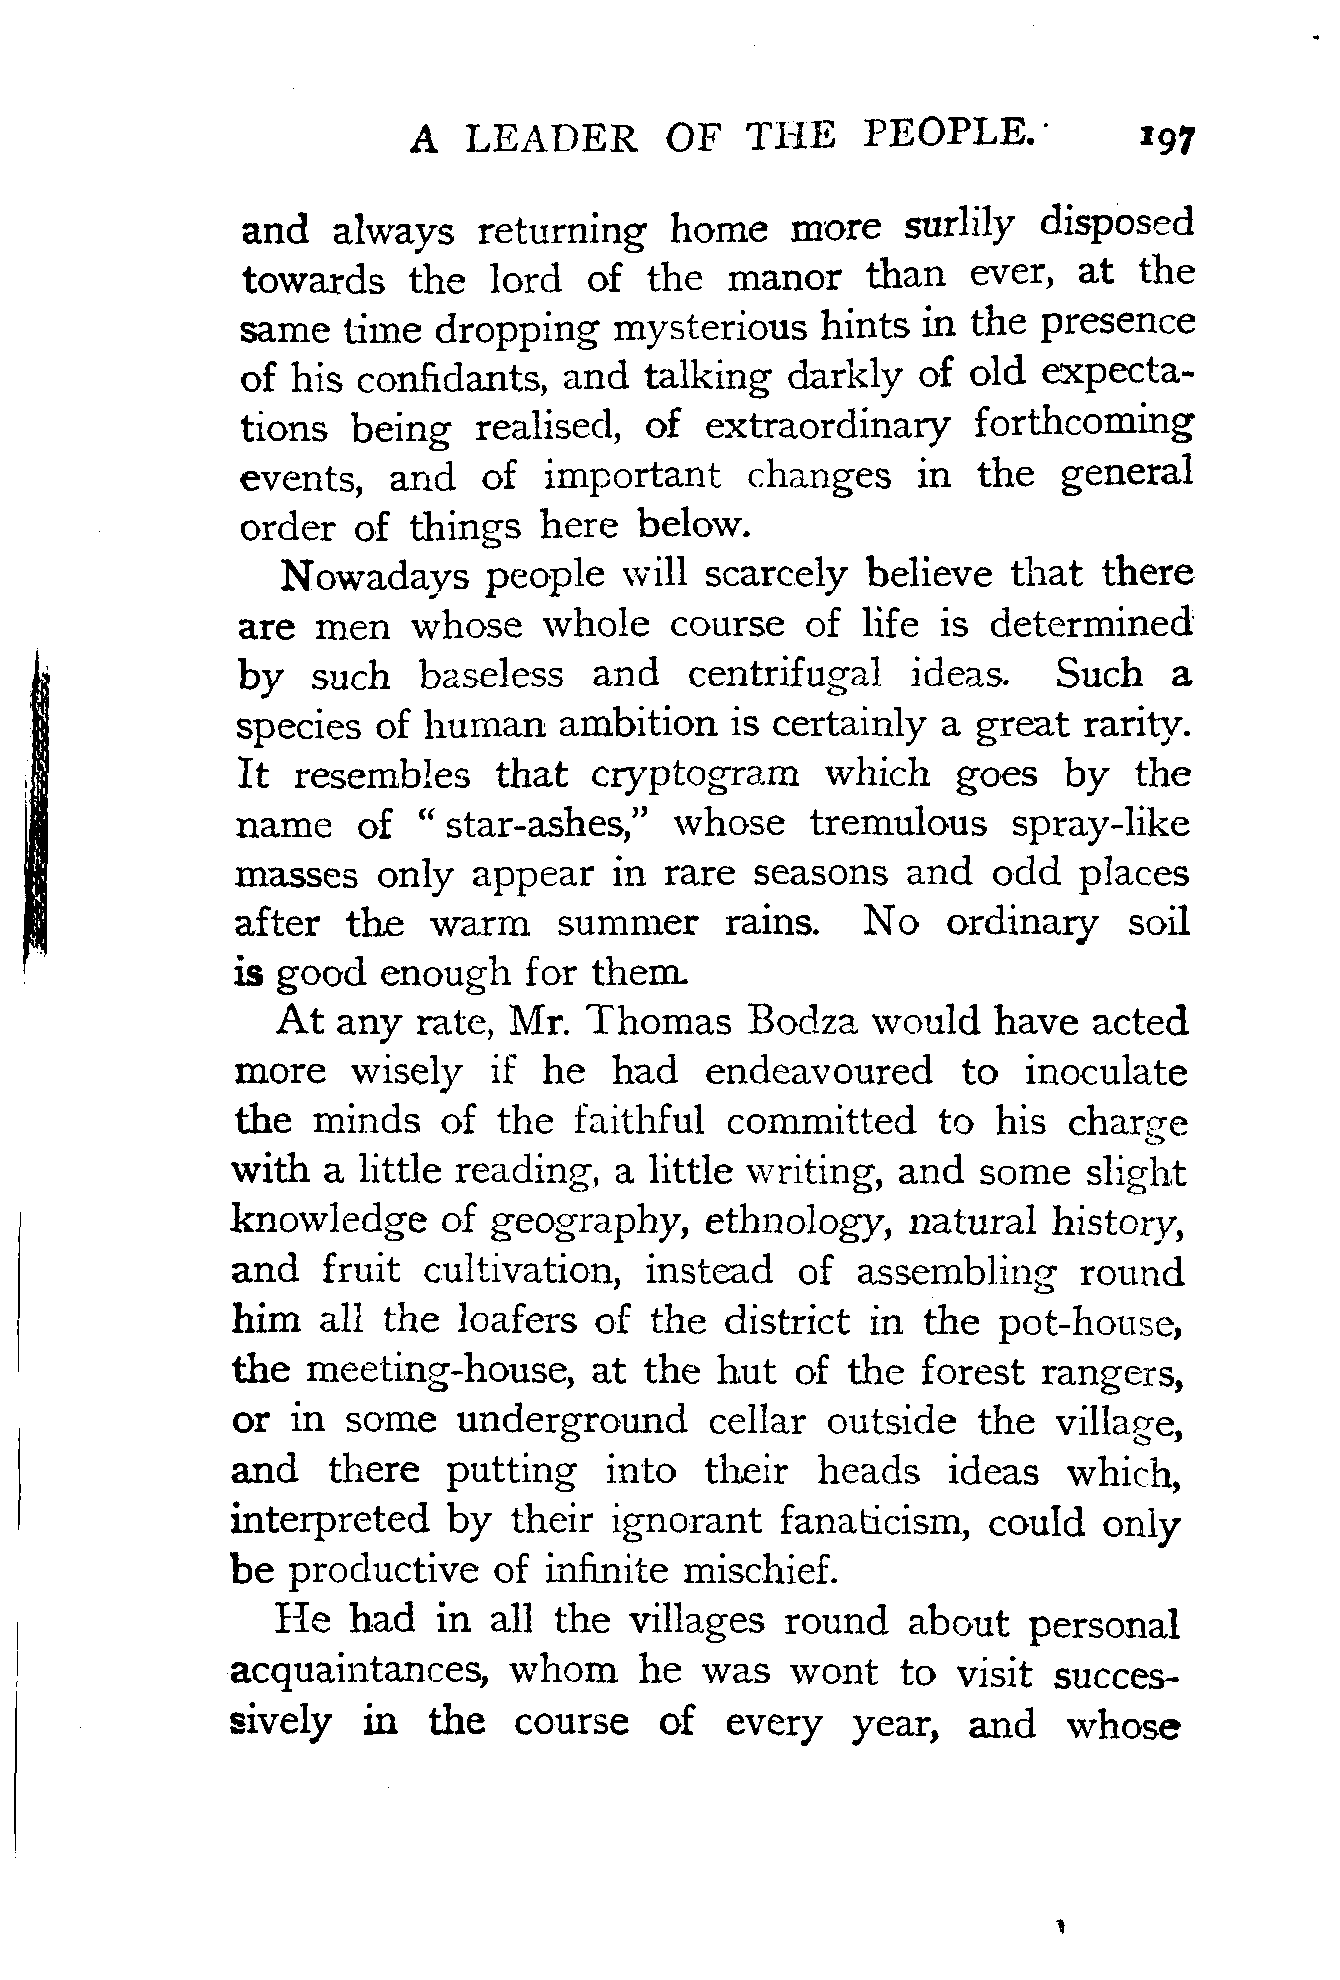 A LEADER OF THE PEOPLE. 197
and always returning home more surlily disposed
towards the lord of the manor than ever, at the
same time dropping mysterious hints in the presence
of his confidants, and talking darkly of old expecta-
tions being realised, of extraordinary forthcoming
events, and of important changes in the general
order of things here below.
Nowadays people will scarcely believe that there
are men whose whole course of life is determined
by such baseless and centrifugal ideas. Such a
species of human ambition is certainly a great rarity.
It resembles that cryptogram which goes by the
name of “star-ashes,” whose tremulous spray-like
masses only appear in rare seasons and odd places
after the warm summer rains. No ordinary soil
is good enough for them.
At any rate, Mr. Thomas Bodza would have acted
more wisely if he had endeavoured to inoculate
the minds of the faithful committed to his charge
with a little reading, a little writing, and some slight
knowledge of geography, ethnology, natural history,
and fruit cultivation, instead of assembling round
him all the loafers of the district in the pot-house,
the meeting-house, at the hut of the forest rangers,
or in some underground cellar outside the village,
and there putting into their heads ideas which,
interpreted by their ignorant fanaticism, could only
be productive of infinite mischief.
He had in all the villages round about personal
acquaintances, whom he was wont to visit succes-
sively in the course of every year, and whose